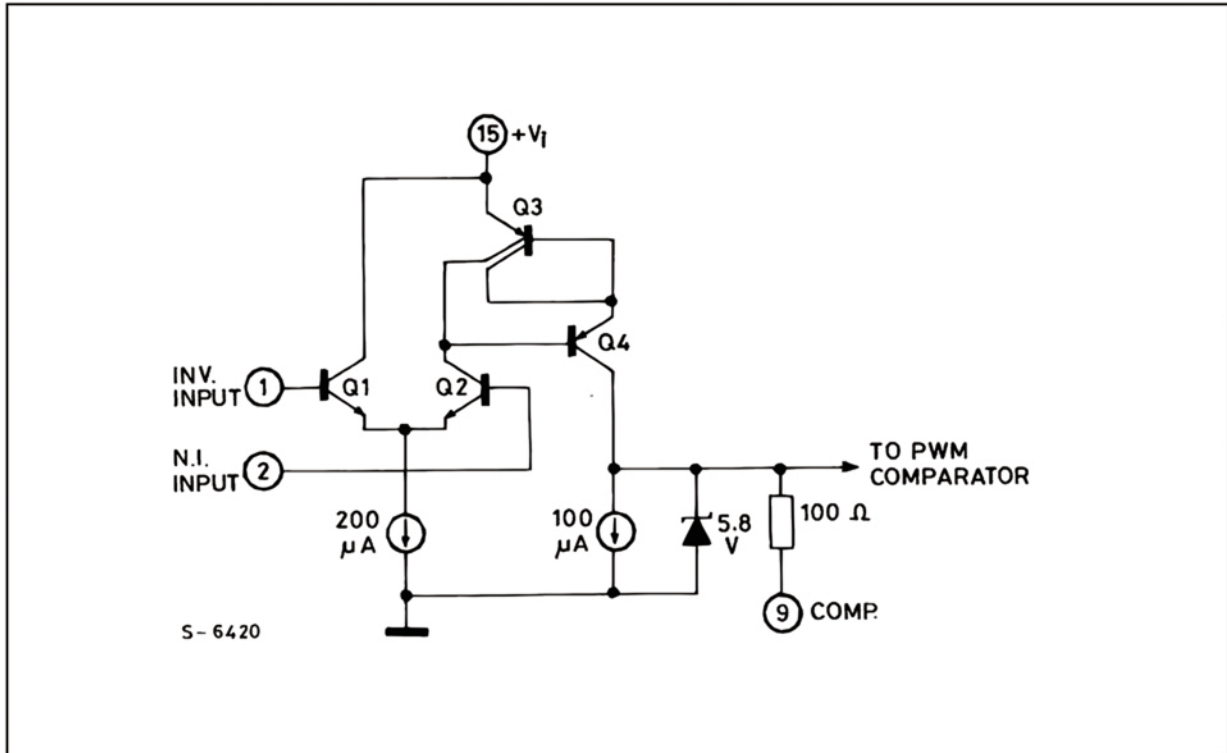 15 +Vi
Q3
Q4
INV.
INPUT 1 Q1 Q2
N.I.
INPUT 2
TO PWM
COMPARATOR
200
µA
100
µA
5.8
V
100 Ω
9 COMP.
S-6420